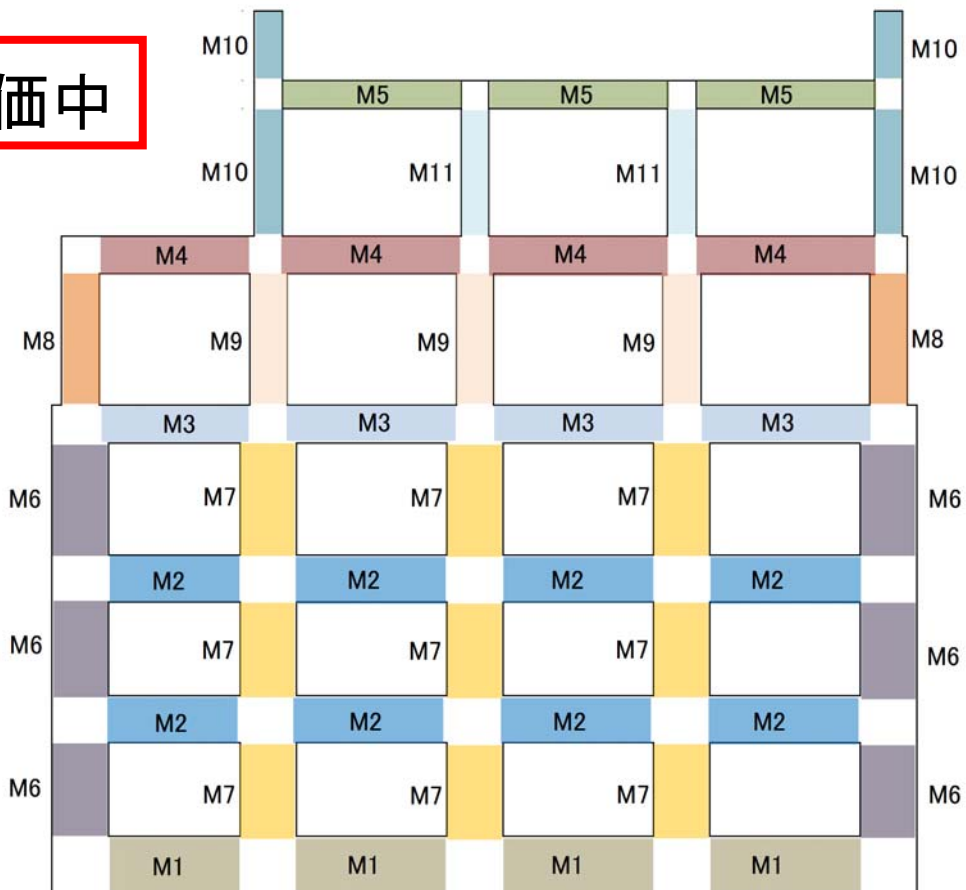 M10 M10
価中
M5 M5 M5
M10 M11 M11 M10
M4 M4 M4 M4
M8 M9 M9 M9 M8
M3 M3 M3 M3
M6 M7 M7 M7 M6
M2 M2 M2 M2
M6 M7 M7 M7 M6
M2 M2 M2 M2
M6 M7 M7 M7 M6
M1 M1 M1 M1